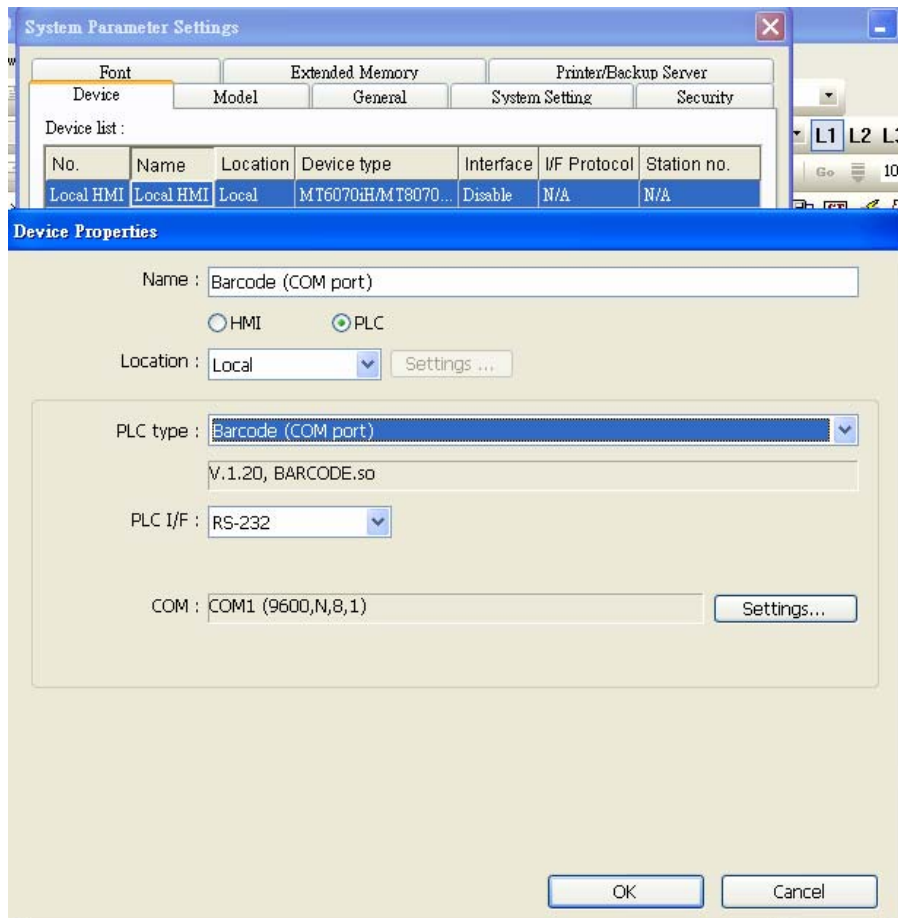 System Parameter Settings
Font Extended Memory Printer/Backup Server
Device Model General System Setting Security
Device list :
L1 L2
No. Name Location Device type Interface I/F Protocol Station no.
Go 10
Local HMI Local HMI Local MT6070iH/MT8070... Disable N/A N/A
Device Properties
Name : Barcode (COM port)
HMI PLC
Location : Local Settings ...
PLC type : Barcode (COM port)
V.1.20, BARCODE.so
PLC I/F : RS-232
COM : COM1 (9600,N,8,1) Settings...
OK Cancel